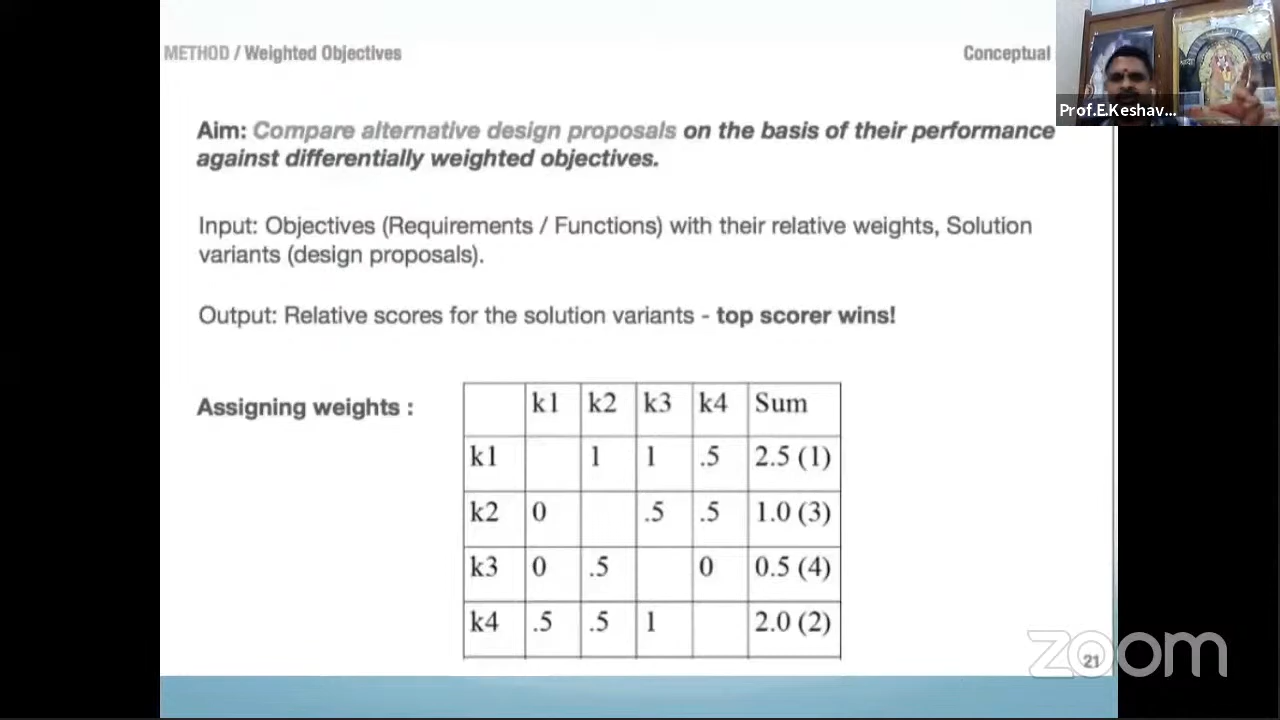 METHOD / Weighted Objectives
Conceptual
Prof.E.Keshav...
Aim: Compare alternative design proposals on the basis of their performance
against differentially weighted objectives.
Input: Objectives (Requirements / Functions) with their relative weights, Solution
variants (design proposals).
Output: Relative scores for the solution variants - top scorer wins!
Assigning weights :
k1 k2 k3 k4 Sum
k1 1 1 .5 2.5 (1)
k2 0 .5 .5 1.0 (3)
k3 0 .5 0 0.5 (4)
k4 .5 .5 1 2.0 (2)
zoom
21